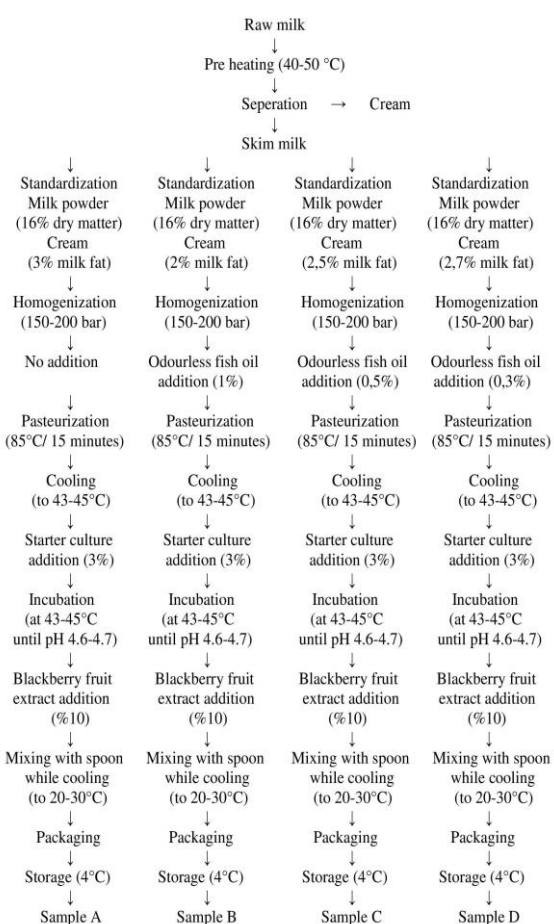 Raw milk
Pre heating (40-50 °C)
Seperation → Cream
Skim milk
Standardization
Milk powder
(16% dry matter)
Cream
(3% milk fat)
Homogenization
(150-200 bar)
No addition
Pasteurization
(85°C/ 15 minutes)
Cooling
(to 43-45°C)
Starter culture
addition (3%)
Incubation
(at 43-45°C
until pH 4.6-4.7)
Blackberry fruit
extract addition
(%10)
Mixing with spoon
while cooling
(to 20-30°C)
Packaging
Storage (4°C)
Sample A
Standardization
Milk powder
(16% dry matter)
Cream
(2% milk fat)
Homogenization
(150-200 bar)
Odourless fish oil
addition (1%)
Pasteurization
(85°C/ 15 minutes)
Cooling
(to 43-45°C)
Starter culture
addition (3%)
Incubation
(at 43-45°C
until pH 4.6-4.7)
Blackberry fruit
extract addition
(%10)
Mixing with spoon
while cooling
(to 20-30°C)
Packaging
Storage (4°C)
Sample B
Standardization
Milk powder
(16% dry matter)
Cream
(2,5% milk fat)
Homogenization
(150-200 bar)
Odourless fish oil
addition (0,5%)
Pasteurization
(85°C/ 15 minutes)
Cooling
(to 43-45°C)
Starter culture
addition (3%)
Incubation
(at 43-45°C
until pH 4.6-4.7)
Blackberry fruit
extract addition
(%10)
Mixing with spoon
while cooling
(to 20-30°C)
Packaging
Storage (4°C)
Sample C
Standardization
Milk powder
(16% dry matter)
Cream
(2,7% milk fat)
Homogenization
(150-200 bar)
Odourless fish oil
addition (0,3%)
Pasteurization
(85°C/ 15 minutes)
Cooling
(to 43-45°C)
Starter culture
addition (3%)
Incubation
(at 43-45°C
until pH 4.6-4.7)
Blackberry fruit
extract addition
(%10)
Mixing with spoon
while cooling
(to 20-30°C)
Packaging
Storage (4°C)
Sample D